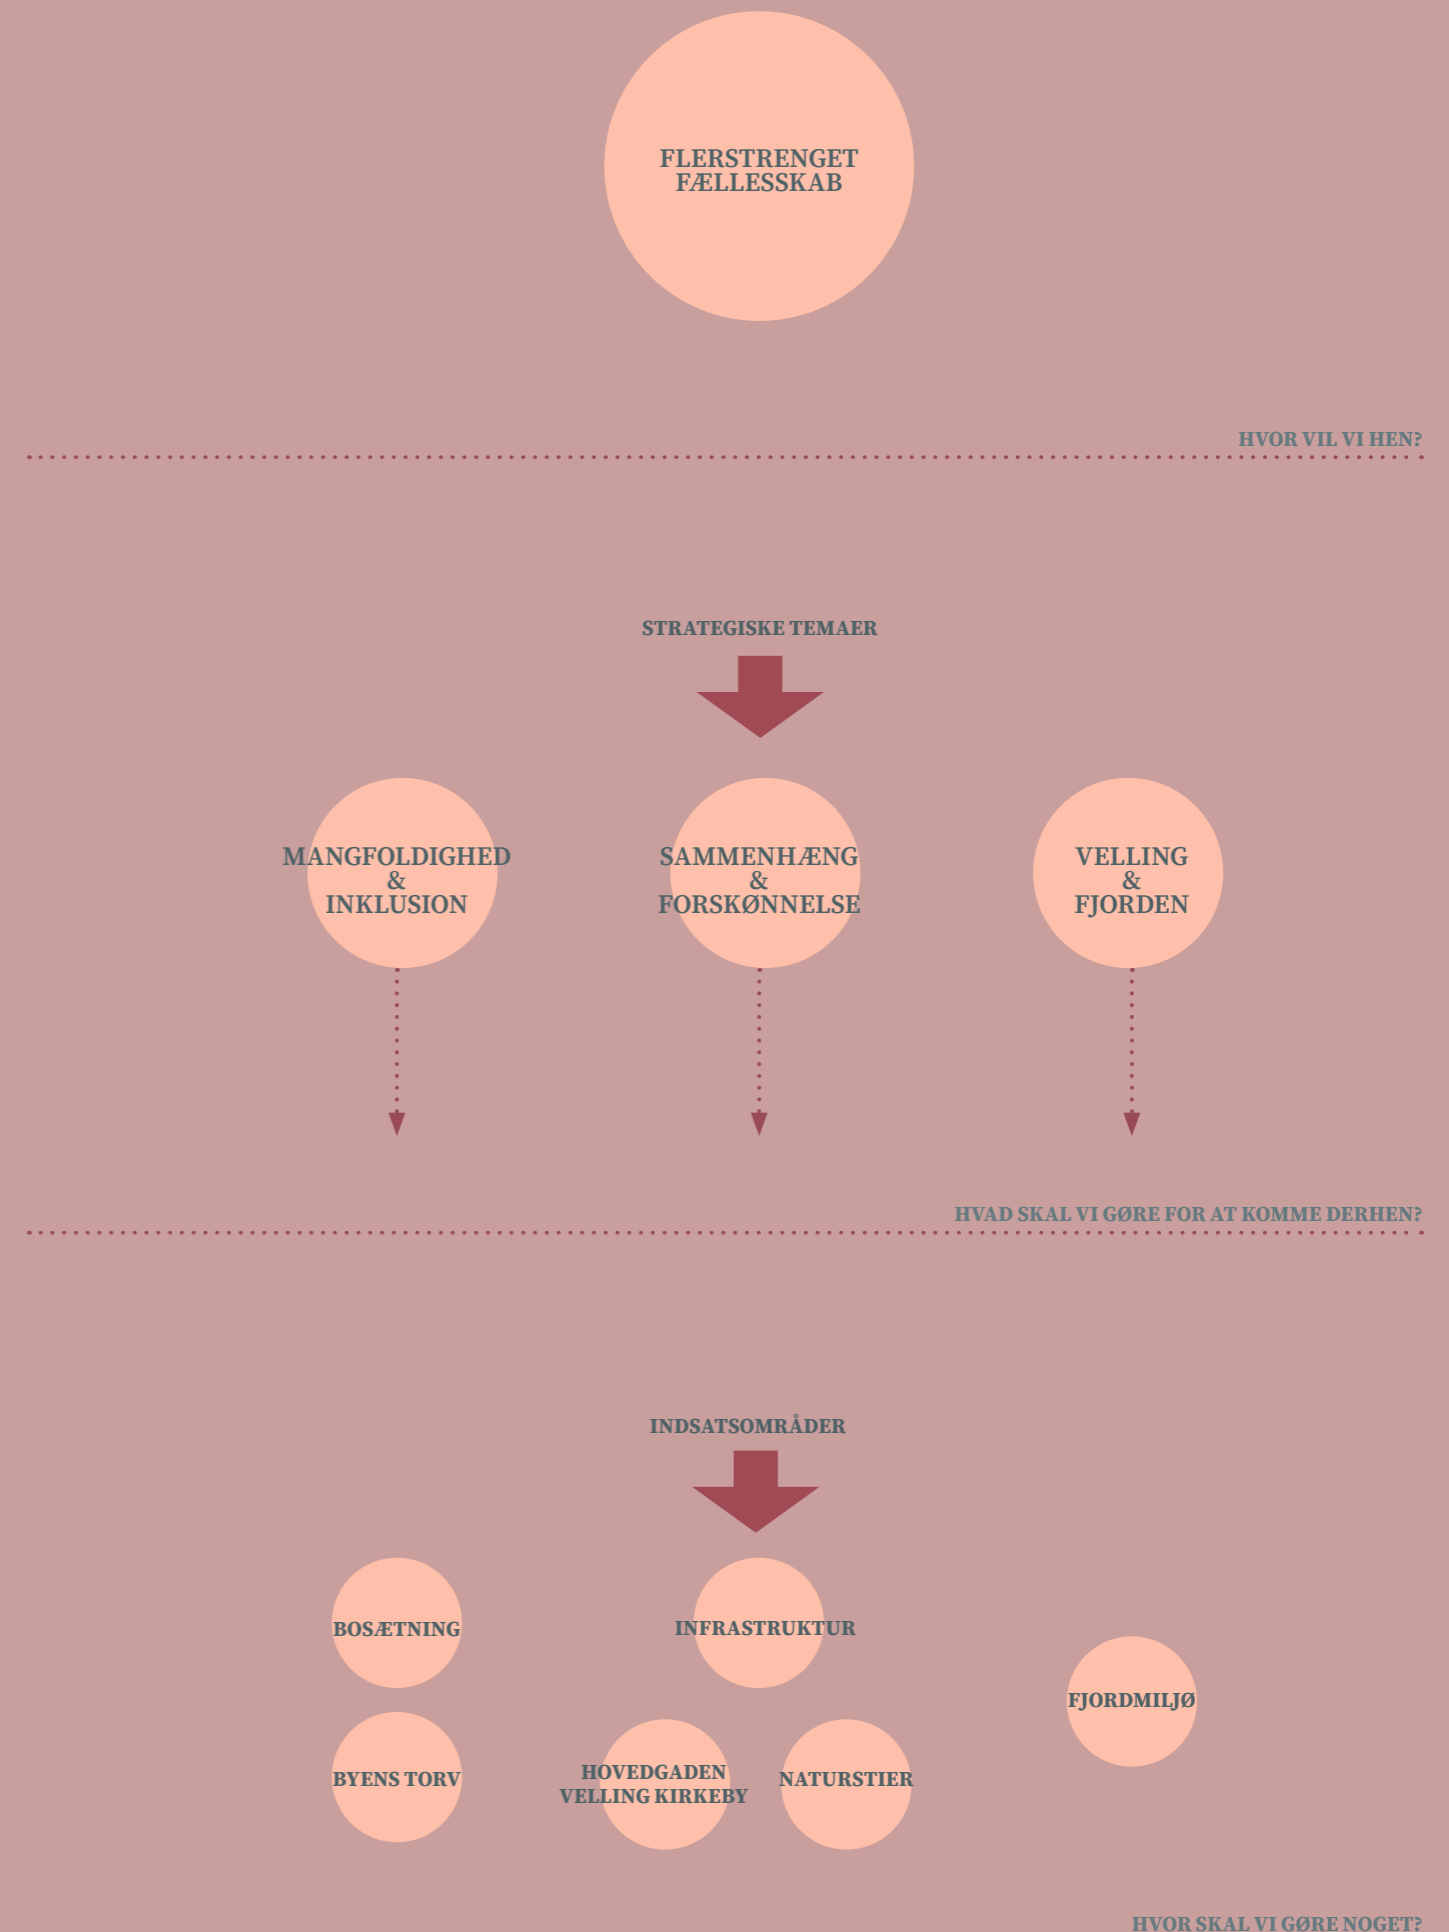 FLERSTRENGET
FÆLLESSKAB
HVOR VIL VI HEN?
STRATEGISKE TEMAER
MANGFOLDIGHED
&
INKLUSION
SAMMENHÆNG
&
FORSKØNNELSE
VELLING
&
FJORDEN
HVAD SKAL VI GØRE FOR AT KOMME DERHEN?
INDSATSOMRÅDER
BOSÆTNING
INFRASTRUKTUR
FJORDMILJØ
BYENS TORV
HOVEDGADEN
VELLING KIRKEBY
NATURSTIER
HVOR SKAL VI GØRE NOGET?